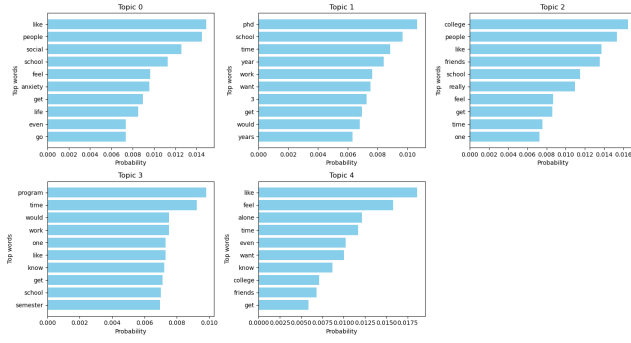 Topic 0
Top words
like
people
social
school
feel
anxiety
get
life
even
go
0.000 0.002 0.004 0.006 0.008 0.010 0.012 0.014
Probability
Topic 1
Top words
phd
school
time
year
work
want
3
get
would
years
0.000 0.002 0.004 0.006 0.008 0.010
Probability
Topic 2
Top words
college
people
like
friends
school
really
feel
get
time
one
0.000 0.002 0.004 0.006 0.008 0.010 0.012 0.014 0.016
Probability
Topic 3
Top words
program
time
would
work
one
like
know
get
school
semester
0.000 0.002 0.004 0.006 0.008 0.010
Probability
Topic 4
Top words
like
feel
alone
time
even
want
know
college
friends
get
0.0000 0.0025 0.0050 0.0075 0.0100 0.0125 0.0150 0.0175
Probability